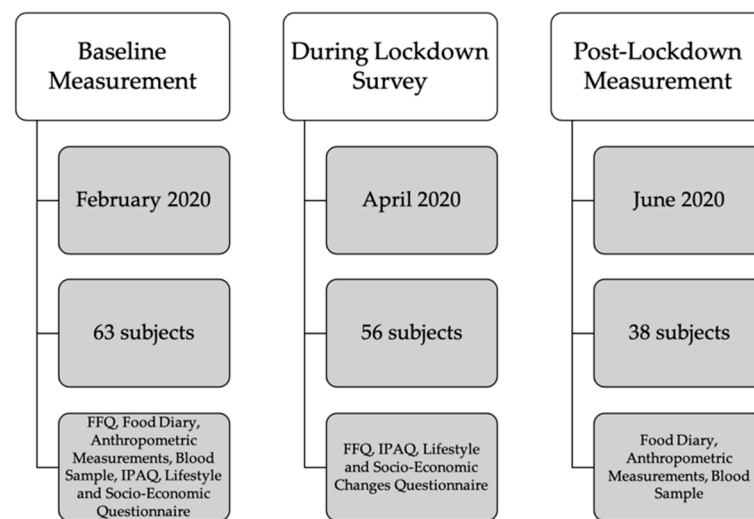 Baseline
Measurement
February 2020
63 subjects
FFQ, Food Diary,
Anthropometric
Measurements, Blood
Sample, IPAQ, Lifestyle
and Socio-Economic
Questionnaire
During Lockdown
Survey
April 2020
56 subjects
FFQ, IPAQ, Lifestyle
and Socio-Economic
Changes Questionnaire
Post-Lockdown
Measurement
June 2020
38 subjects
Food Diary,
Anthropometric
Measurements, Blood
Sample